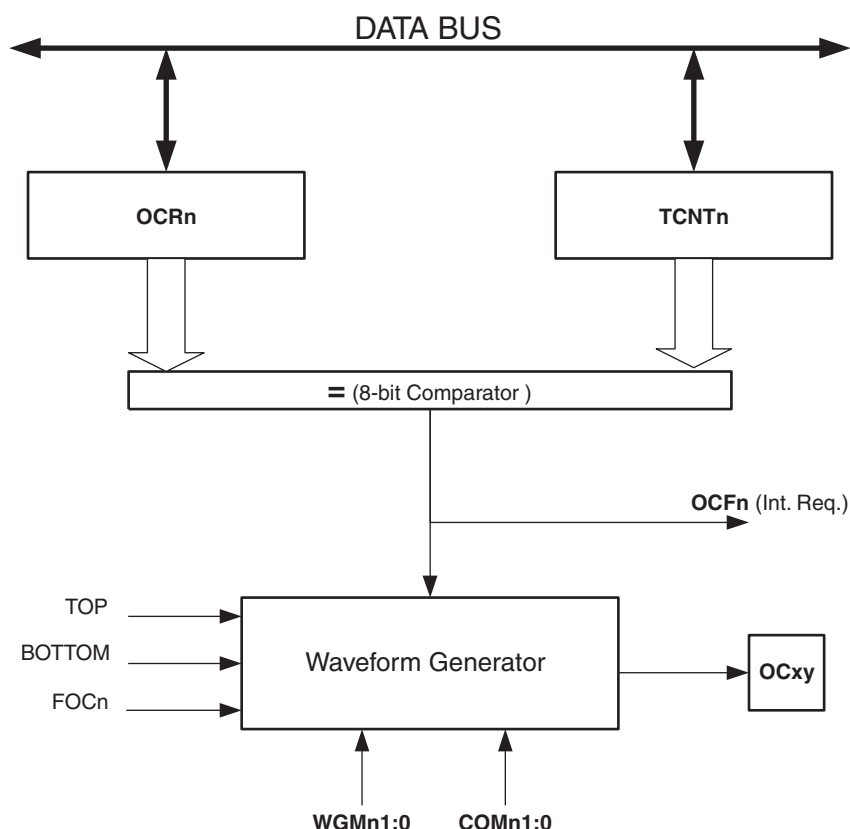 DATA BUS
OCRn
TCNTn
= (8-bit Comparator )
OCFn (Int. Req.)
TOP
BOTTOM
FOCn
Waveform Generator
OCxy
WGMn1:0
COMn1:0